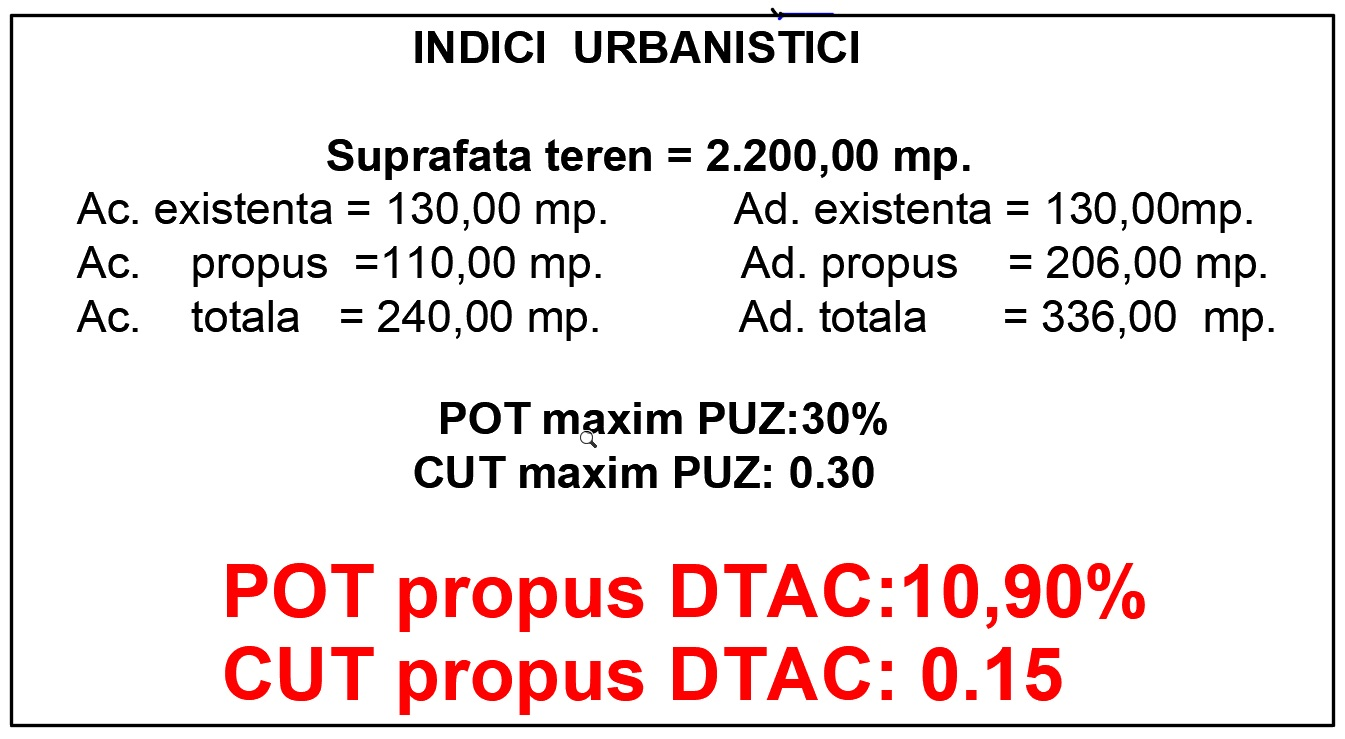 INDICI URBANISTICI
Suprafata teren = 2.200,00 mp.
Ac. existenta = 130,00 mp. Ad. existenta = 130,00mp.
Ac. propus =110,00 mp. Ad. propus = 206,00 mp.
Ac. totala = 240,00 mp. Ad. totala = 336,00 mp.
POT maxim PUZ:30%
CUT maxim PUZ: 0.30
POT propus DTAC:10,90%
CUT propus DTAC: 0.15